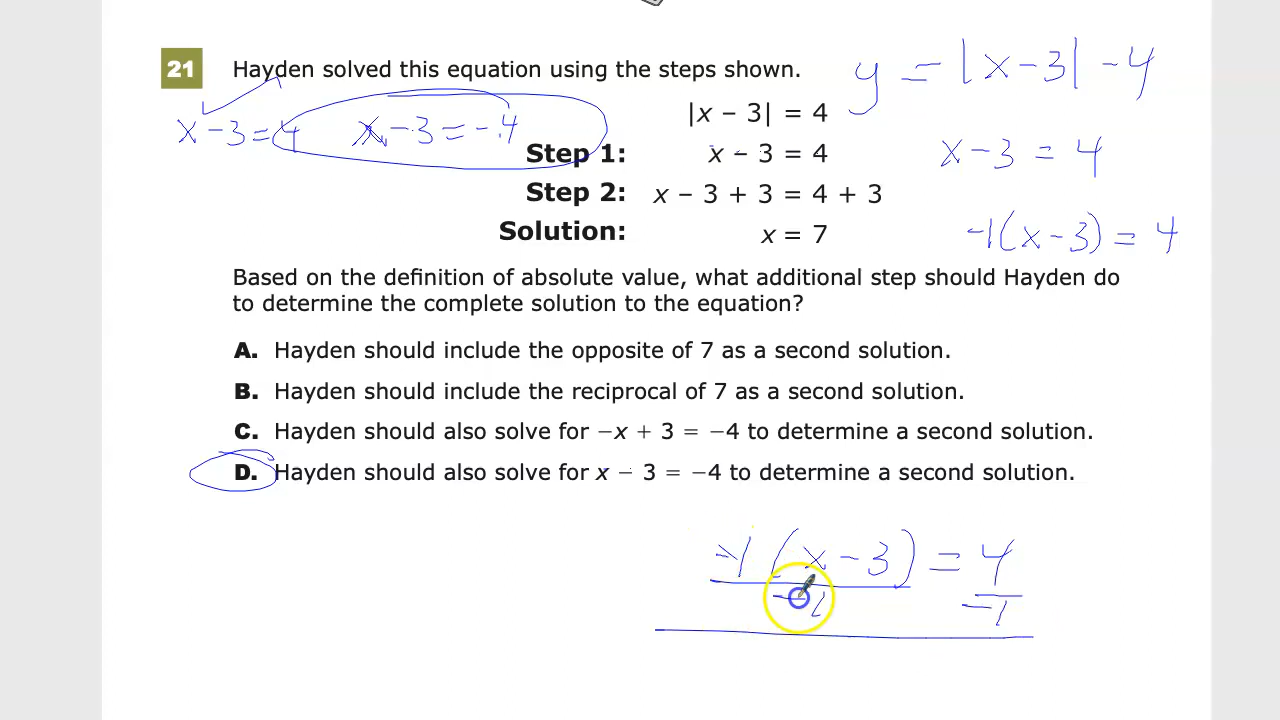 21 Hayden solved this equation using the steps shown.
y = |x - 3| - 4
|x − 3| = 4
x - 3 = 4 x - 3 = -4
Step 1: x − 3 = 4
x - 3 = 4
Step 2: x − 3 + 3 = 4 + 3
Solution: x = 7
-1(x - 3) = 4
Based on the definition of absolute value, what additional step should Hayden do
to determine the complete solution to the equation?
A. Hayden should include the opposite of 7 as a second solution.
B. Hayden should include the reciprocal of 7 as a second solution.
C. Hayden should also solve for −x + 3 = −4 to determine a second solution.
D. Hayden should also solve for x − 3 = −4 to determine a second solution.
-1 (x - 3) = 4
-1 -1